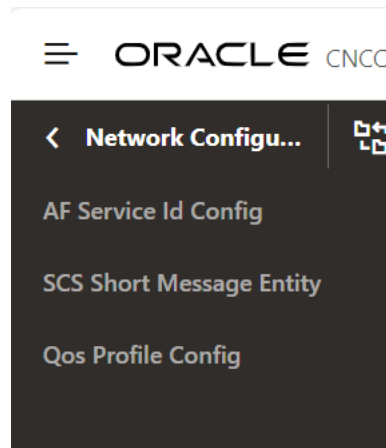 ORACLE CNCC
Network Configu...
AF Service Id Config
SCS Short Message Entity
Qos Profile Config